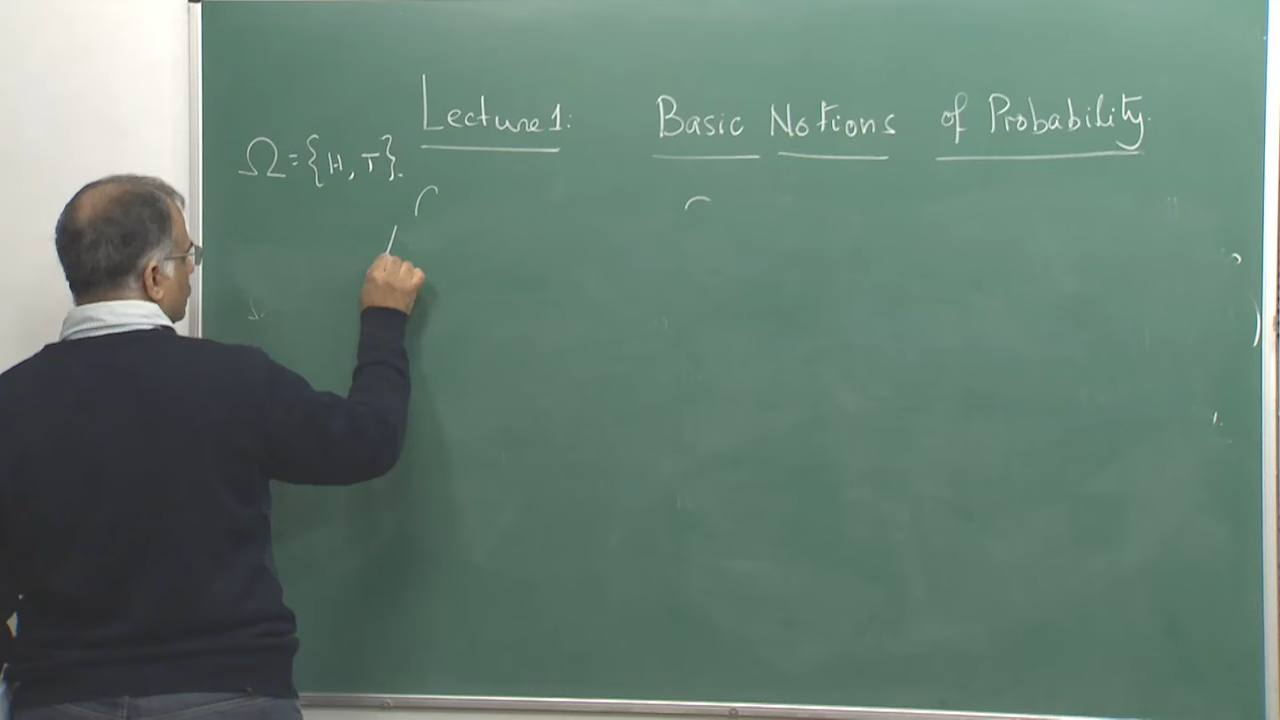 Lecture 1: Basic Notions of Probability.
Ω = {H, T}.